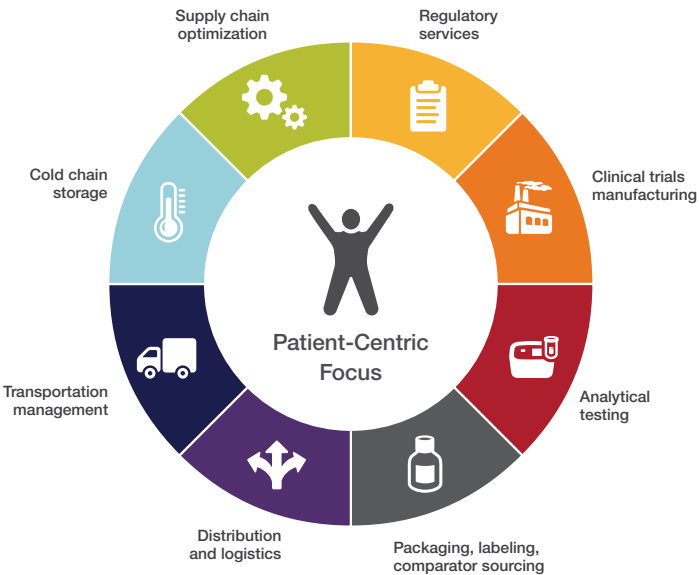 Supply chain
optimization
Regulatory
services
Clinical trials
manufacturing
Analytical
testing
Packaging, labeling,
comparator sourcing
Distribution
and logistics
Transportation
management
Cold chain
storage
Patient-Centric
Focus